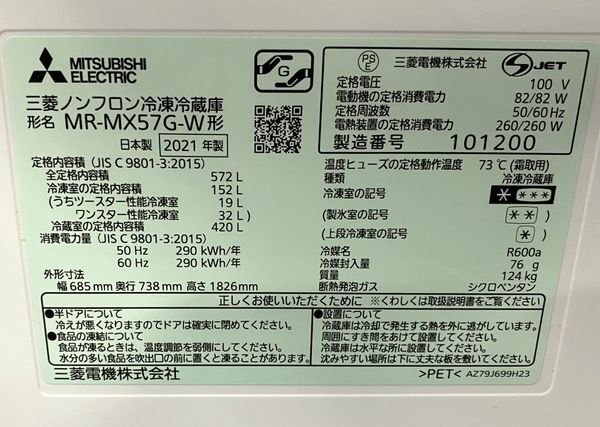 MITSUBISHI
ELECTRIC
G
三菱ノンフロン冷凍冷蔵庫
形名 MR-MX57G-W形
日本製 2021 年製
定格内容積 (JIS C 9801-3:2015)
全定格内容積 572 L
冷凍室の定格内容積 152 L
(うちツースター性能冷凍室 19 L
ワンスター性能冷凍室 32 L)
冷蔵室の定格内容積 420 L
消費電力量 (JIS C 9801-3:2015)
50 Hz 290 kWh/年
60 Hz 290 kWh/年
外形寸法
幅 685 mm 奥行 738 mm 高さ 1826 mm
PS
E
三菱電機株式会社
S JET
定格電圧 100 V
電動機の定格消費電力 82/82 W
定格周波数 50/60 Hz
電熱装置の定格消費電力 260/260 W
製造番号 101200
温度ヒューズの定格動作温度 73℃(霜取用)
種類 冷凍冷蔵庫
冷凍室の記号 * ***
(製氷室の記号 **)
(上段冷凍室の記号 *)
冷媒名 R600a
冷媒封入量 76 g
質量 124 kg
断熱発泡ガス シクロペンタン
正しくお使いいただくために ※くわしくは取扱説明書をご覧ください
●半ドアについて
冷えが悪くなりますのでドアは確実に閉めてください。
●食品の凍結について
食品が凍るときは、温度調節を弱側にしてください。
水分の多い食品を吹出口の前に置くと凍ることがあります。
●設置について
冷蔵庫は冷却で発生する熱を外に逃がしています。
周囲にすき間をあけて設置してください。
冷蔵庫は水平な所に設置してください。
沈みやすい場所は下に丈夫な板を敷いてください。
三菱電機株式会社
>PET< AZ79J699H23